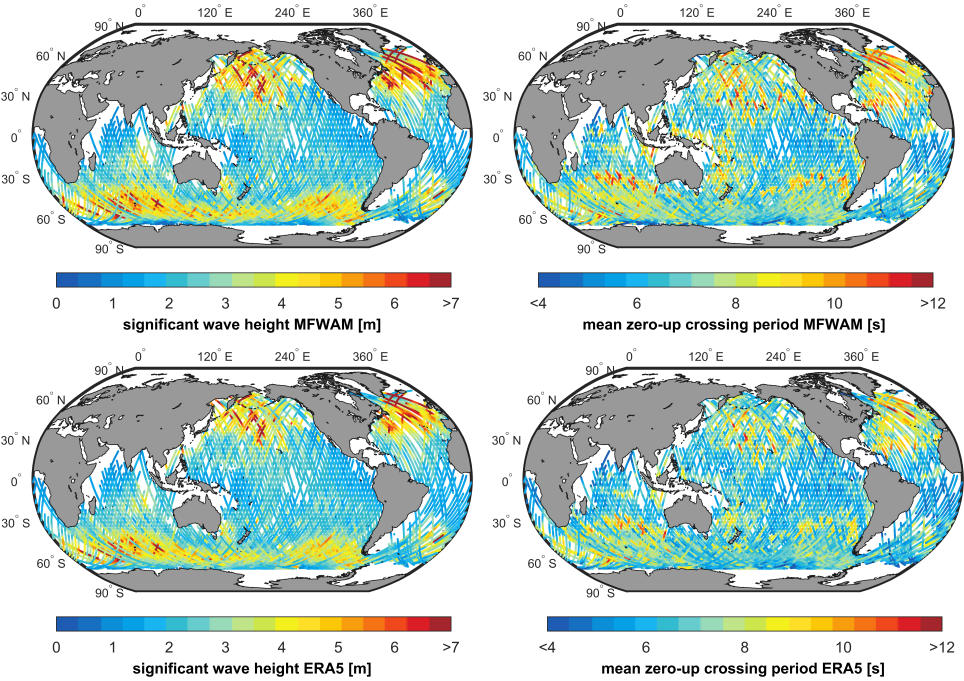 0° 120° E 240° E 360° E
90° N
60° N
30° N
0°
30° S
60° S
90° S
0 1 2 3 4 5 6 >7
significant wave height MFWAM [m]
0° 120° E 240° E 360° E
90° N
60° N
30° N
0°
30° S
60° S
90° S
<4 6 8 10 >12
mean zero-up crossing period MFWAM [s]
0° 120° E 240° E 360° E
90° N
60° N
30° N
0°
30° S
60° S
90° S
0 1 2 3 4 5 6 >7
significant wave height ERA5 [m]
0° 120° E 240° E 360° E
90° N
60° N
30° N
0°
30° S
60° S
90° S
<4 6 8 10 >12
mean zero-up crossing period ERA5 [s]